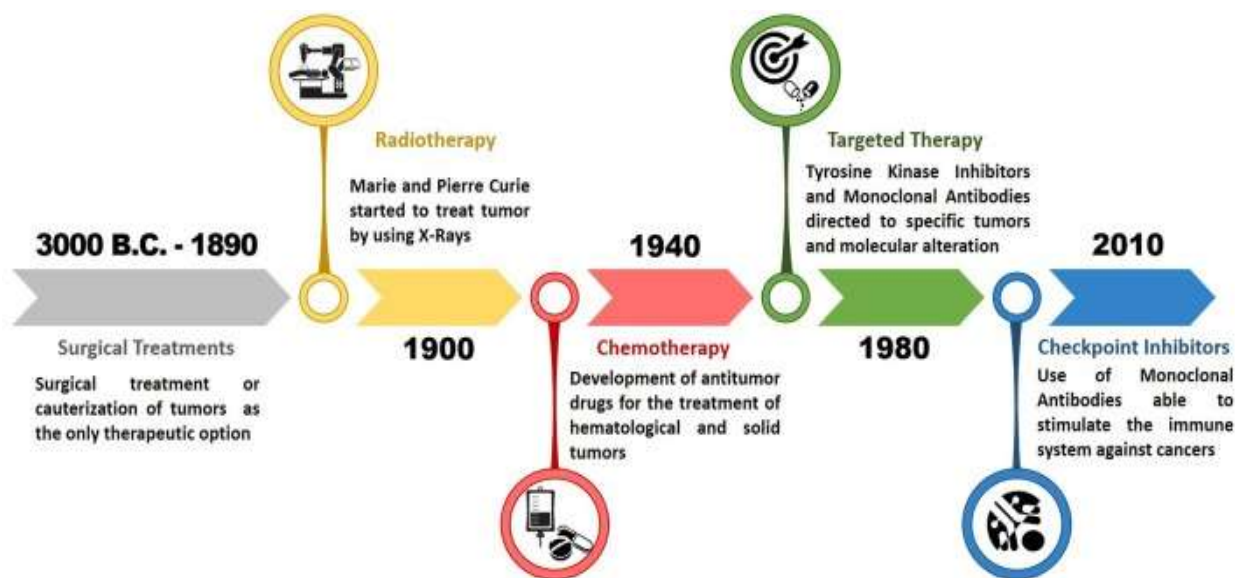 3000 B.C. - 1890
Surgical Treatments
Surgical treatment or
cauterization of tumors as
the only therapeutic option
Radiotherapy
Marie and Pierre Curie
started to treat tumor
by using X-Rays
1900
1940
Chemotherapy
Development of antitumor
drugs for the treatment of
hematological and solid
tumors
Targeted Therapy
Tyrosine Kinase Inhibitors
and Monoclonal Antibodies
directed to specific tumors
and molecular alteration
1980
2010
Checkpoint Inhibitors
Use of Monoclonal
Antibodies able to
stimulate the immune
system against cancers